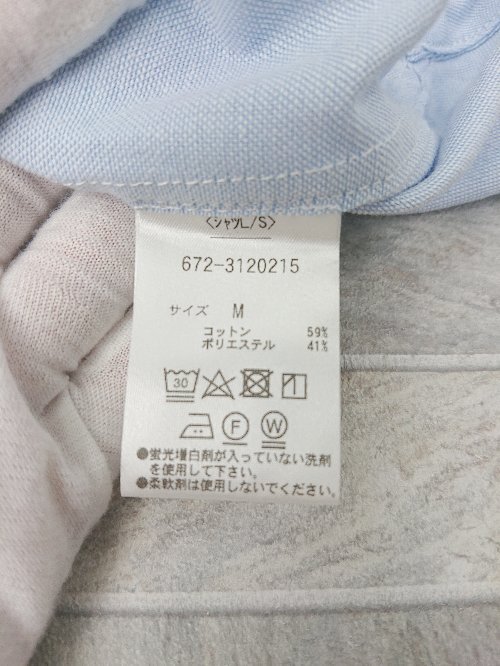 <シャツL/S>
672-3120215
サイズ M
コットン 59%
ポリエステル 41%
30
F W
●蛍光増白剤が入っていない洗剤
を使用して下さい。
●柔軟剤は使用しないでください。